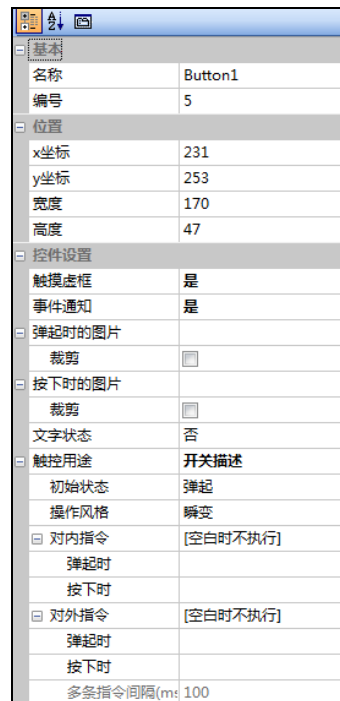 基本
名称 Button1
编号 5
位置
x坐标 231
y坐标 253
宽度 170
高度 47
控件设置
触摸虚框 是
事件通知 是
弹起时的图片
裁剪
按下时的图片
裁剪
文字状态 否
触控用途 开关描述
初始状态 弹起
操作风格 瞬变
对内指令 [空白时不执行]
弹起时
按下时
对外指令 [空白时不执行]
弹起时
按下时
多条指令间隔(ms 100